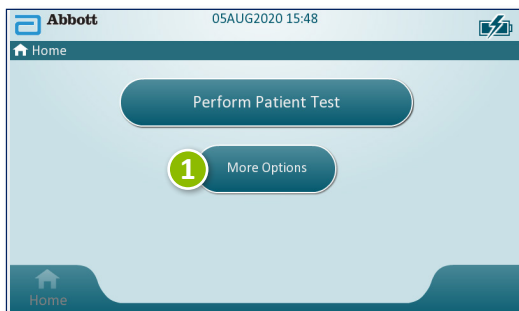 Abbott
05AUG2020 15:48
Home
Perform Patient Test
1
More Options
Home